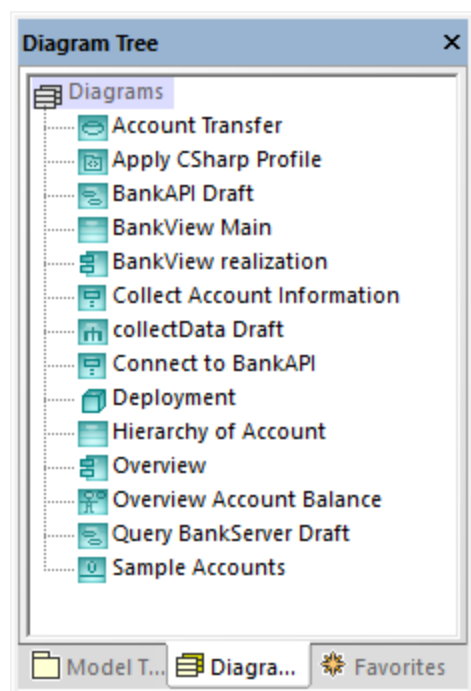 Diagram Tree
Diagrams
Account Transfer
Apply CSharp Profile
BankAPI Draft
BankView Main
BankView realization
Collect Account Information
collectData Draft
Connect to BankAPI
Deployment
Hierarchy of Account
Overview
Overview Account Balance
Query BankServer Draft
Sample Accounts
Model T... Diagra... Favorites